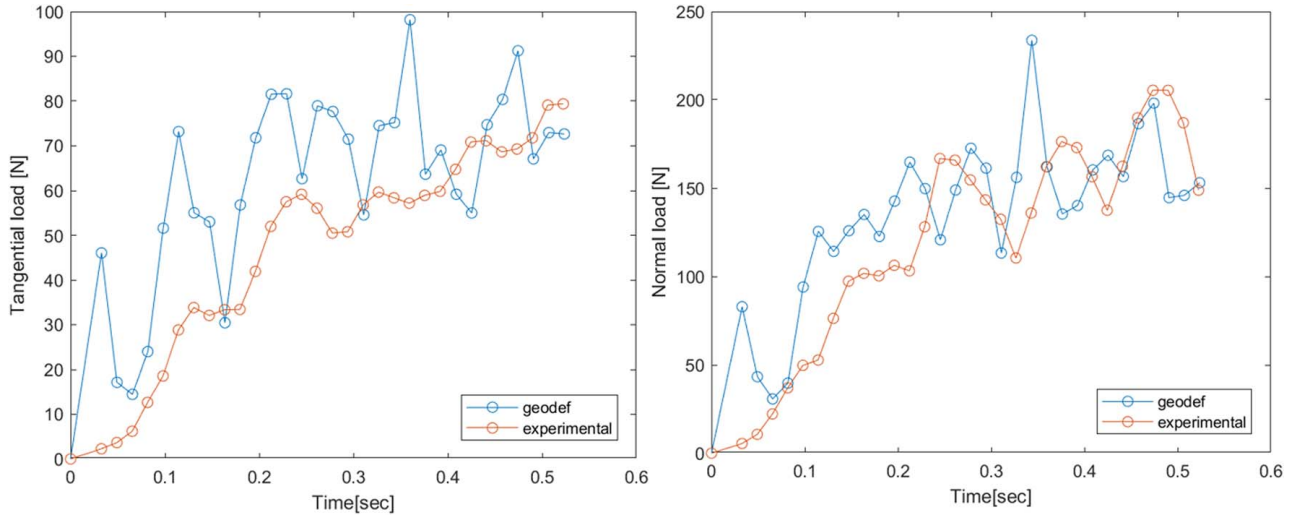 100
90
80
70
60
50
40
30
20
10
0
Tangential load [N]
0 0.1 0.2 0.3 0.4 0.5 0.6
Time[sec]
geodef
experimental
250
200
150
100
50
0
Normal load [N]
0 0.1 0.2 0.3 0.4 0.5 0.6
Time[sec]
geodef
experimental